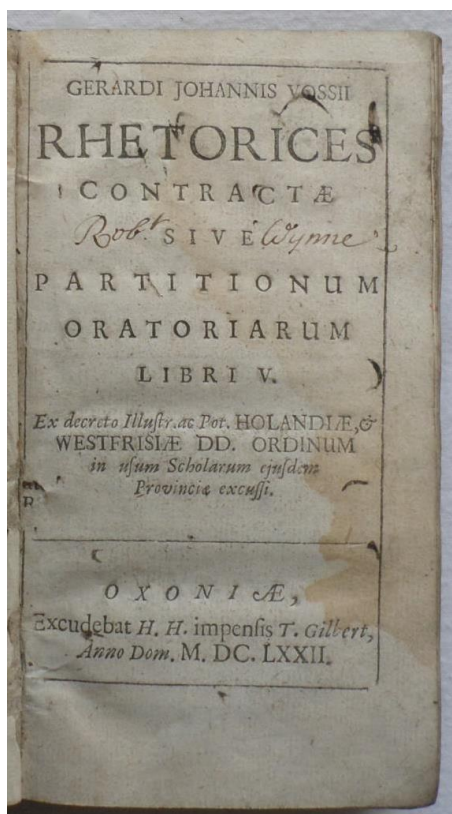 GERARDI JOHANNIS VOSSII
RHETORICES
CONTRACTÆ
Rob.t SIVE Wynne
PARTITIONUM
ORATORIARUM
LIBRI V.
Ex decreto Illuſtr. ac Pot. HOLANDIÆ, &
WESTFRISIÆ DD. ORDINUM
in uſum Scholarum ejuſdem
Provinciæ excuſſi.
OXONIÆ,
Excudebat H. H. impenſis T. Gilbert,
Anno Dom. M. DC. LXXII.